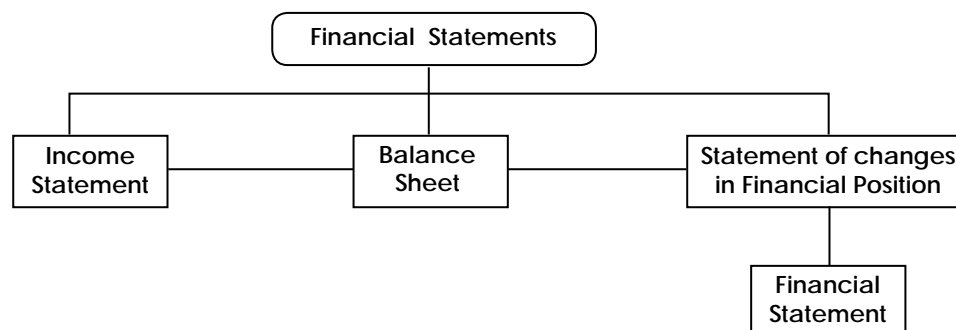 Financial Statements
Income
Statement
Balance
Sheet
Statement of changes
in Financial Position
Financial
Statement